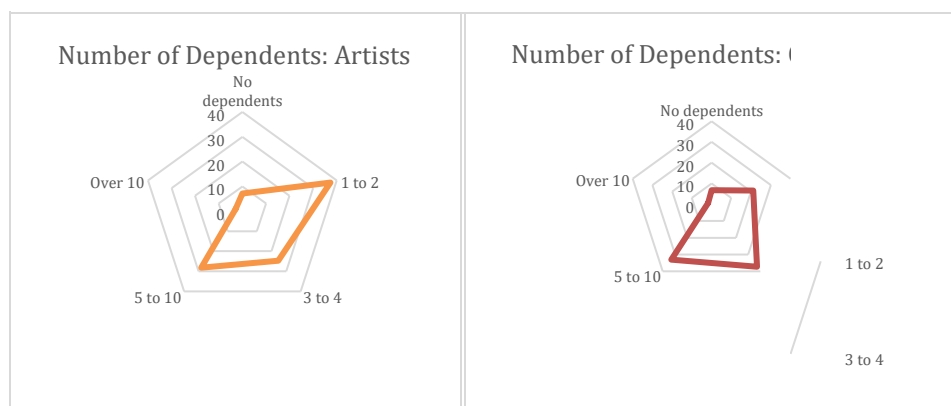 Number of Dependents: Artists
No
dependents
40
30
20
10
0
Over 10
1 to 2
5 to 10
3 to 4
Number of Dependents:
No dependents
40
30
20
10
0
Over 10
5 to 10
1 to 2
3 to 4